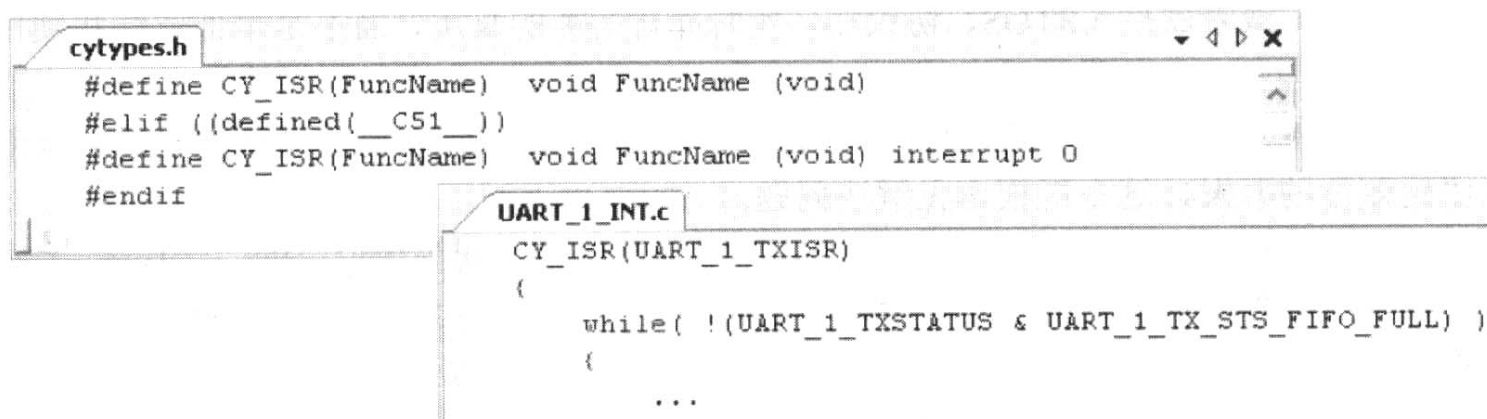 cytypes.h
#define CY_ISR(FuncName)  void FuncName (void)
#elif ((defined(__C51__))
#define CY_ISR(FuncName)  void FuncName (void) interrupt 0
#endif
UART_1_INT.c
CY_ISR(UART_1_TXISR)
{
while( !(UART_1_TXSTATUS & UART_1_TX_STS_FIFO_FULL) )
{
...